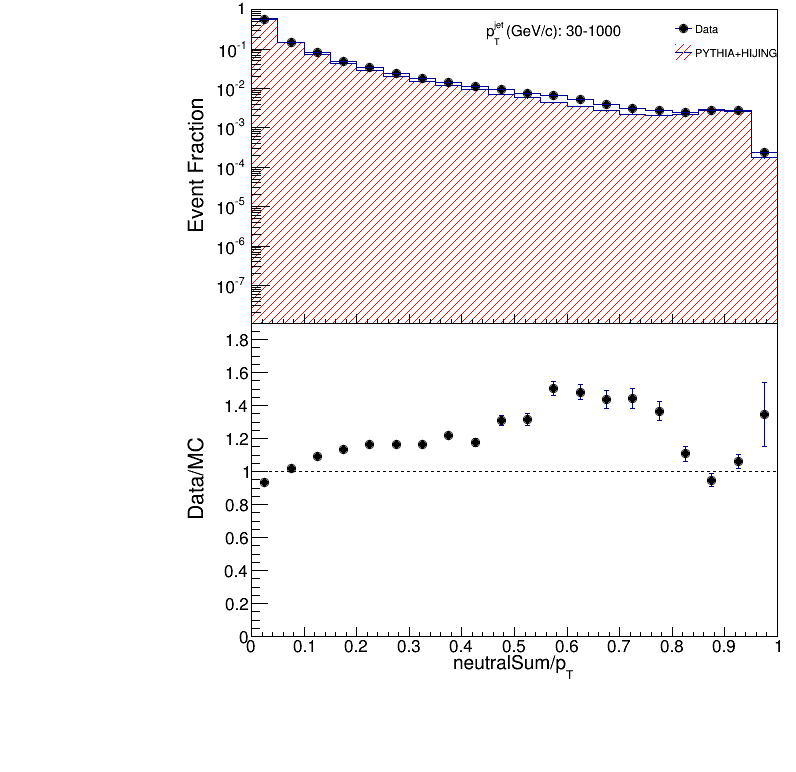 p_T^jet (GeV/c): 30-1000
Data
PYTHIA+HIJING
Event Fraction
1
10^-1
10^-2
10^-3
10^-4
10^-5
10^-6
10^-7
Data/MC
1.8
1.6
1.4
1.2
1
0.8
0.6
0.4
0.2
0
0 0.1 0.2 0.3 0.4 0.5 0.6 0.7 0.8 0.9 1
neutralSum/p_T